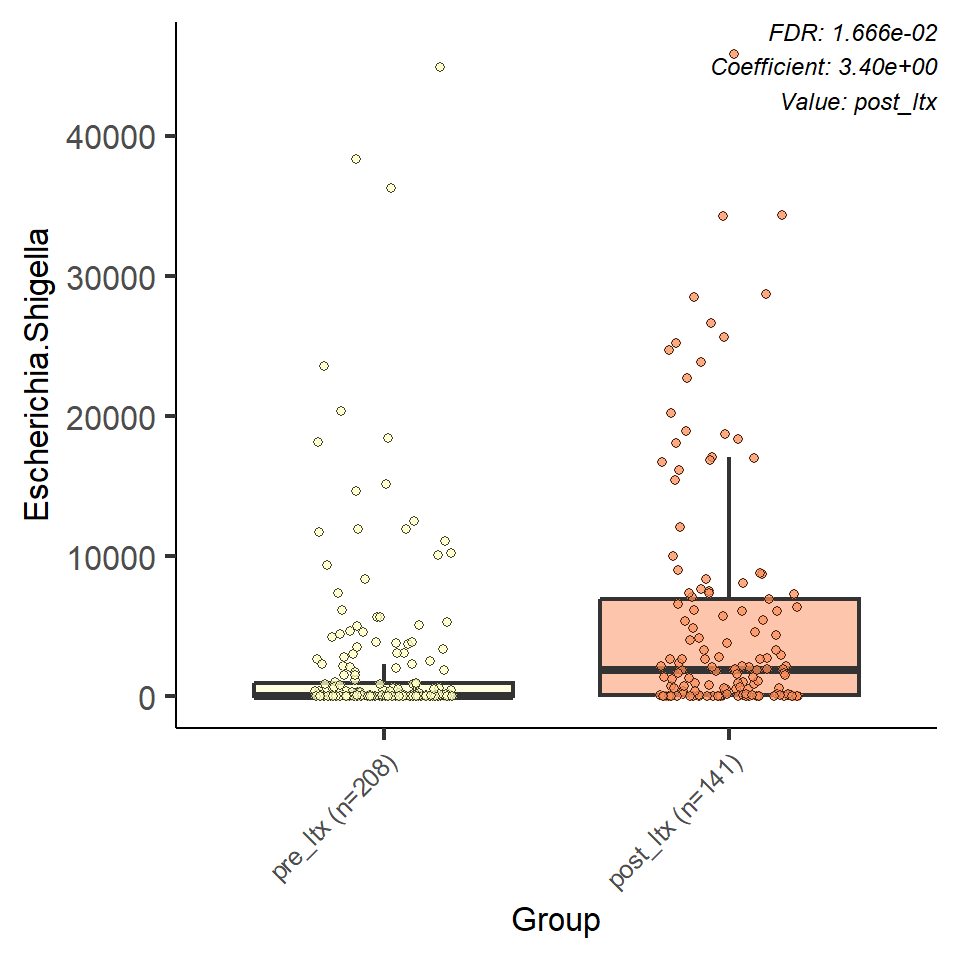 FDR: 1.666e-02
Coefficient: 3.40e+00
Value: post_ltx
Escherichia.Shigella
40000
30000
20000
10000
0
pre_ltx (n=208)
post_ltx (n=141)
Group